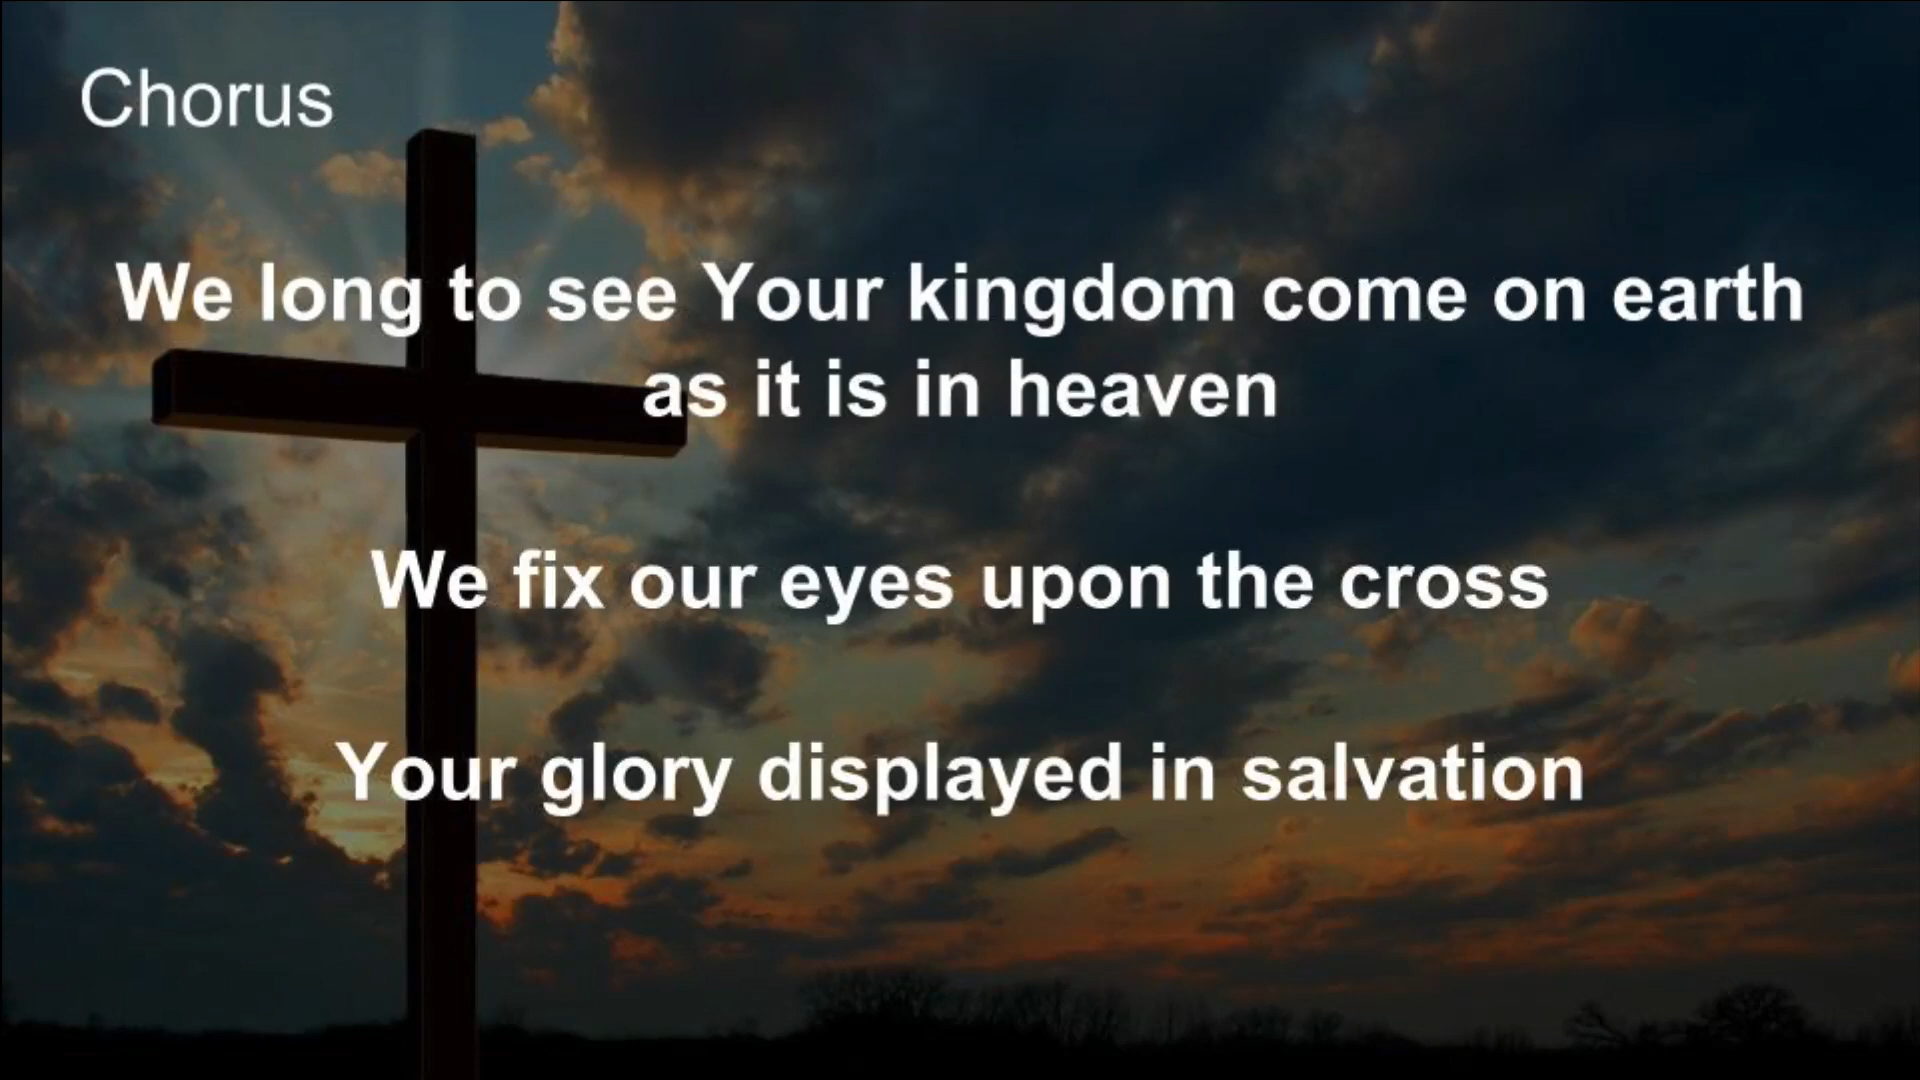 Chorus
We long to see Your kingdom come on earth
as it is in heaven
We fix our eyes upon the cross
Your glory displayed in salvation